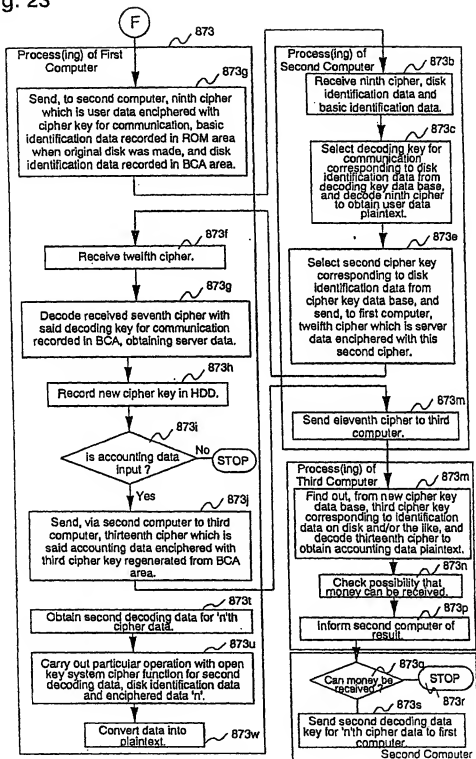 g. 23
F
873
Process(ing) of First
Computer
873g
Send, to second computer, ninth cipher
which is user data enciphered with
cipher key for communication, basic
identification data recorded in ROM area
when original disk was made, and disk
identification data recorded in BCA area.
873f
Receive twelfth cipher.
873g
Decode received seventh cipher with
said decoding key for communication
recorded in BCA, obtaining server data.
873h
Record new cipher key in HDD.
873i
is accounting data
input ?
No
STOP
Yes
873j
Send, via second computer to third
computer, thirteenth cipher which is
said accounting data enciphered with
third cipher key regenerated from BCA
area.
873t
Obtain second decoding data for 'n'th
cipher data.
873u
Carry out particular operation with open
key system cipher function for second
decoding data, disk identification data
and enciphered data 'n'.
Convert data into
plaintext.
873w
Process(ing) of
Second Computer
873b
Receive ninth cipher, disk
identification data and
basic identification data.
873c
Select decoding key for
communication
corresponding to disk
identification data from
decoding key data base,
and decode ninth cipher
to obtain user data
plaintext.
873e
Select second cipher key
corresponding to disk
identification data from
cipher key data base, and
send, to first computer,
twelfth cipher which is server
data enciphered with this
second cipher.
873m
Send eleventh cipher to third
computer.
Process(ing) of
Third Computer
873m
Find out, from new cipher key
data base, third cipher key
corresponding to identification
data on disk and/or the like, and
decode thirteenth cipher to
obtain accounting data plaintext.
873n
Check possibility that
money can be received.
873p
Inform second computer of
result.
873q
Can money be
received ?
STOP
873r
873s
Send second decoding data
key for 'n'th cipher data to first
computer.
Second Computer